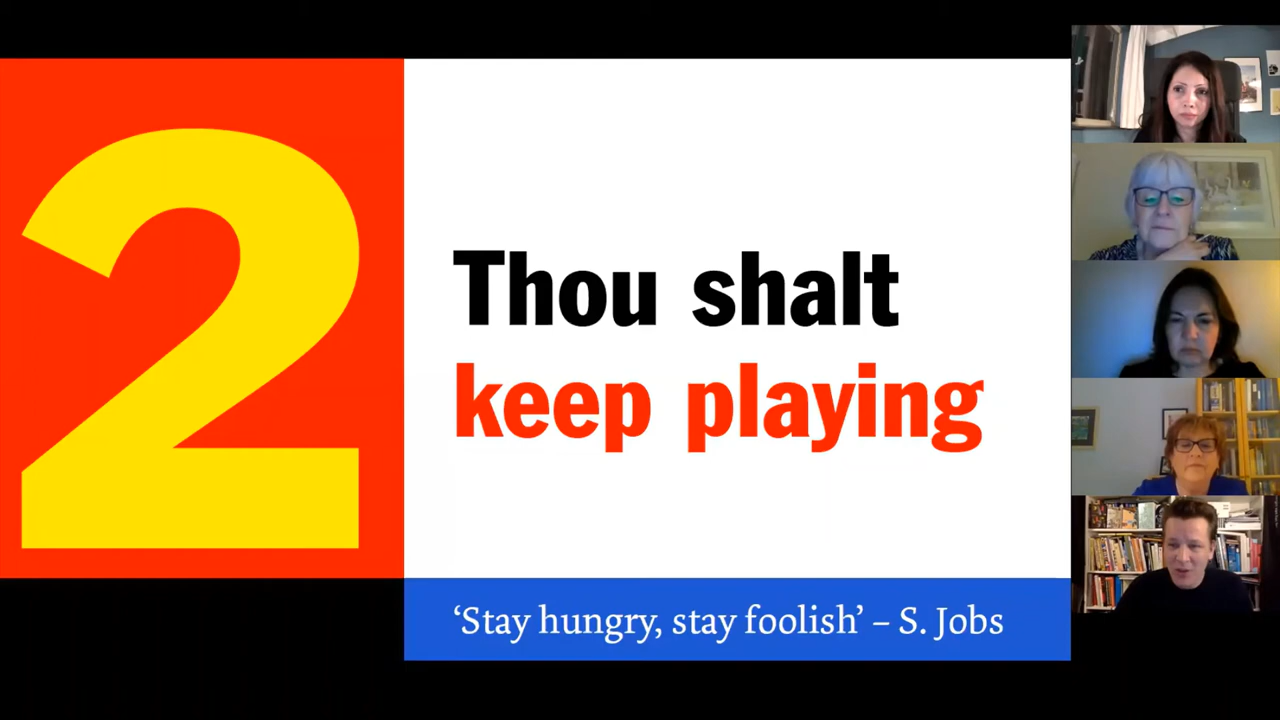 2
Thou shalt
keep playing
‘Stay hungry, stay foolish’ – S. Jobs